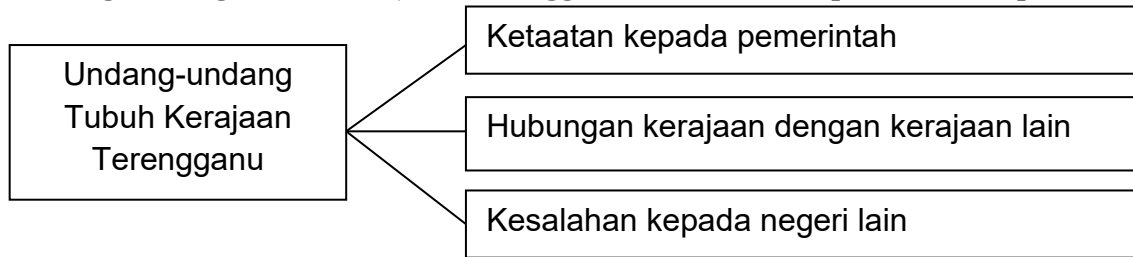 Undang-undang
Tubuh Kerajaan
Terengganu
Ketaatan kepada pemerintah
Hubungan kerajaan dengan kerajaan lain
Kesalahan kepada negeri lain